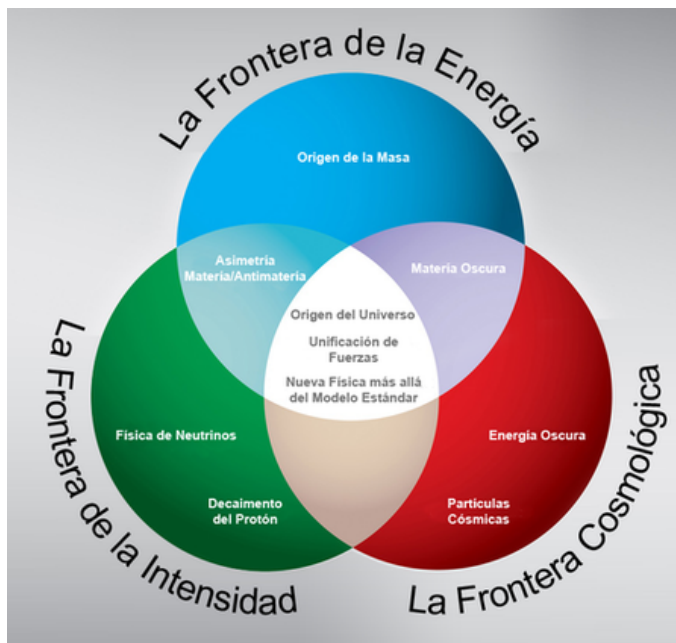 La Frontera de la Energía
Origen de la Masa
Asimetría
Materia/Antimateria
Materia Oscura
Origen del Universo
Unificación de
Fuerzas
Nueva Física más allá
del Modelo Estándar
Física de Neutrinos
Energía Oscura
Decaimento
del Protón
Partículas
Cósmicas
La Frontera de la Intensidad
La Frontera Cosmológica